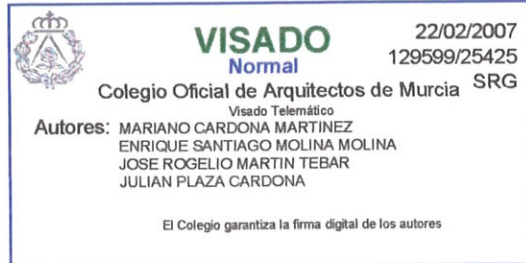 VISADO
Normal
22/02/2007
129599/25425
SRG
Colegio Oficial de Arquitectos de Murcia
Visado Telemático
Autores: MARIANO CARDONA MARTINEZ
ENRIQUE SANTIAGO MOLINA MOLINA
JOSE ROGELIO MARTIN TEBAR
JULIAN PLAZA CARDONA
El Colegio garantiza la firma digital de los autores